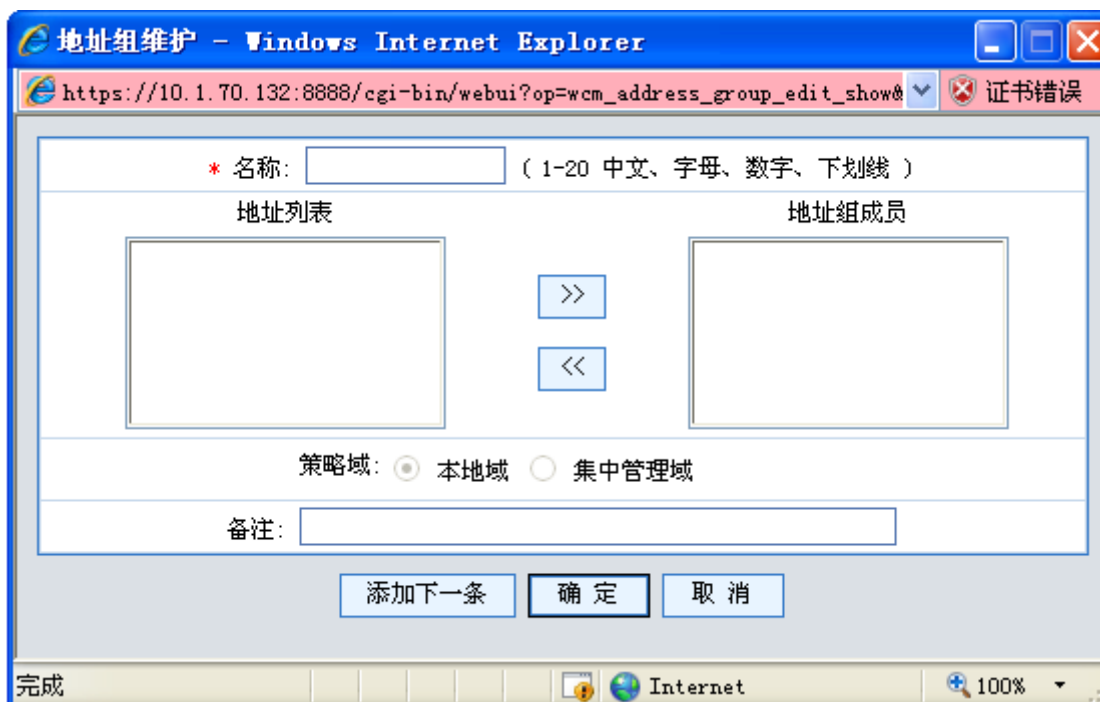 地址组维护 - Windows Internet Explorer
https://10.1.70.132:8888/cgi-bin/webui?op=wcm_address_group_edit_show& 证书错误
* 名称: ( 1-20 中文、字母、数字、下划线 )
地址列表 地址组成员
>>
<<
策略域: 本地域 集中管理域
备注:
添加下一条 确 定 取 消
完成 Internet 100%